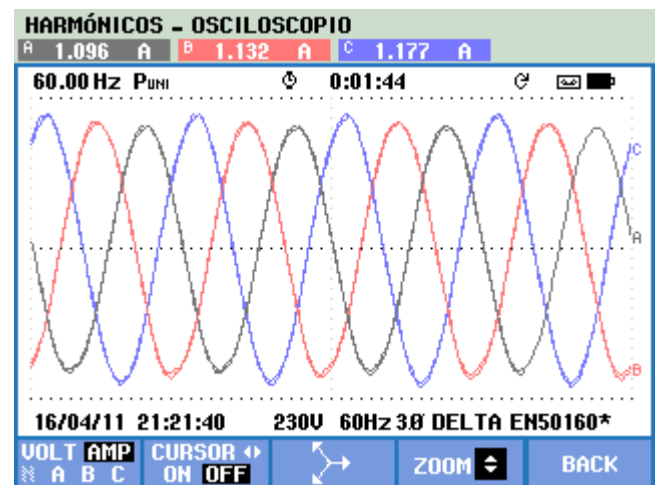 HARMÓNICOS – OSCILOSCOPIO
A 1.096 A B 1.132 A C 1.177 A
60.00 Hz PUNI 0:01:44
C
A
B
16/04/11 21:21:40 230V 60Hz 3Ø DELTA EN50160*
VOLT AMP CURSOR ZOOM BACK
A B C ON OFF